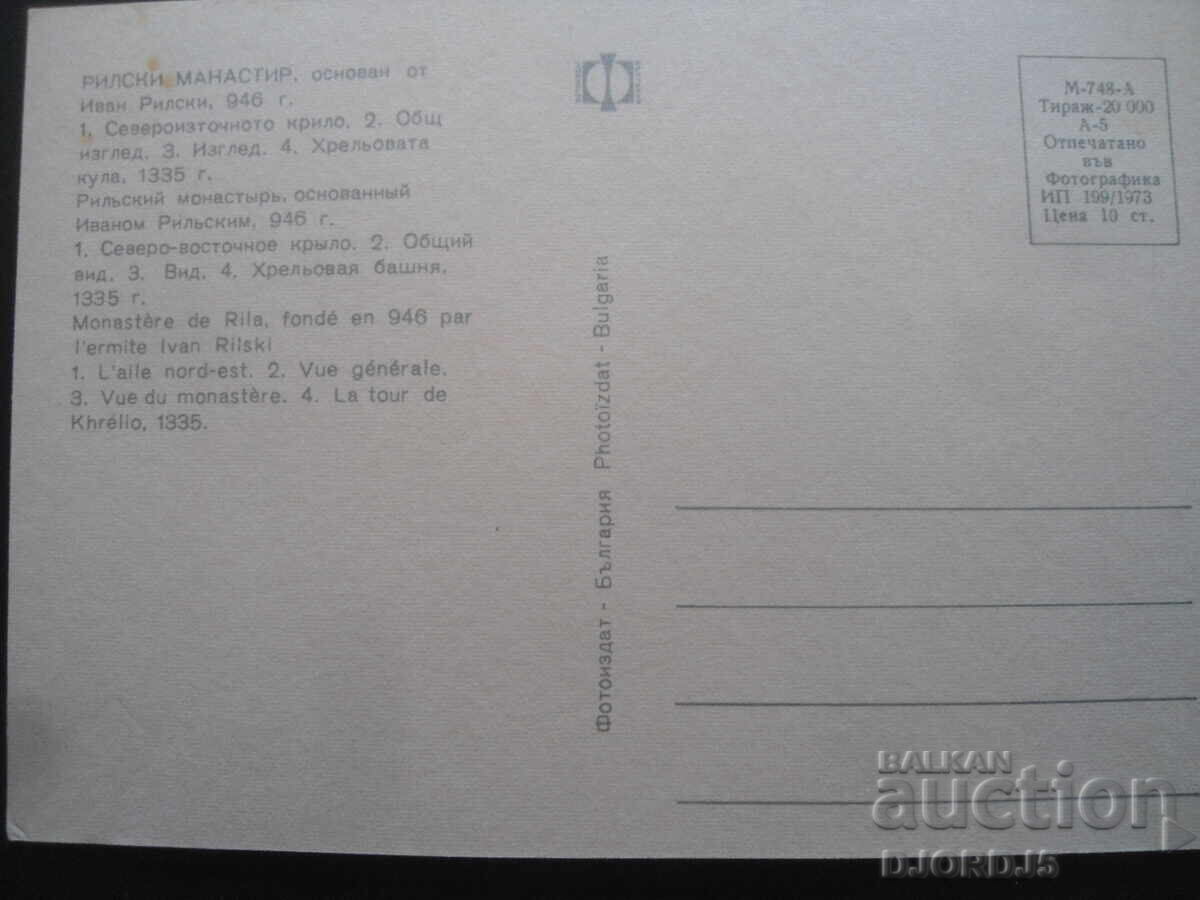 РИЛСКИ МАНАСТИР, основан от
Иван Рилски, 946 г.
1. Североизточното крило. 2. Общ
изглед. 3. Изглед. 4. Хрельовата
кула, 1335 г.
Рильский монастырь, основанный
Иваном Рильским, 946 г.
1. Северо-восточное крыло. 2. Общий
вид. 3. Вид. 4. Хрельовая башня,
1335 г.
Monastère de Rila, fondé en 946 par
l'ermite Ivan Rilski
1. L'aile nord-est. 2. Vue générale.
3. Vue du monastère. 4. La tour de
Khrélio, 1335.
Фотоиздат - България Photoïzdat - Bulgaria
М-748-А
Тираж-20 000
А-5
Отпечатано
във
Фотографика
ИП 199/1973
Цена 10 ст.
BALKAN
auction
DJORDJ5